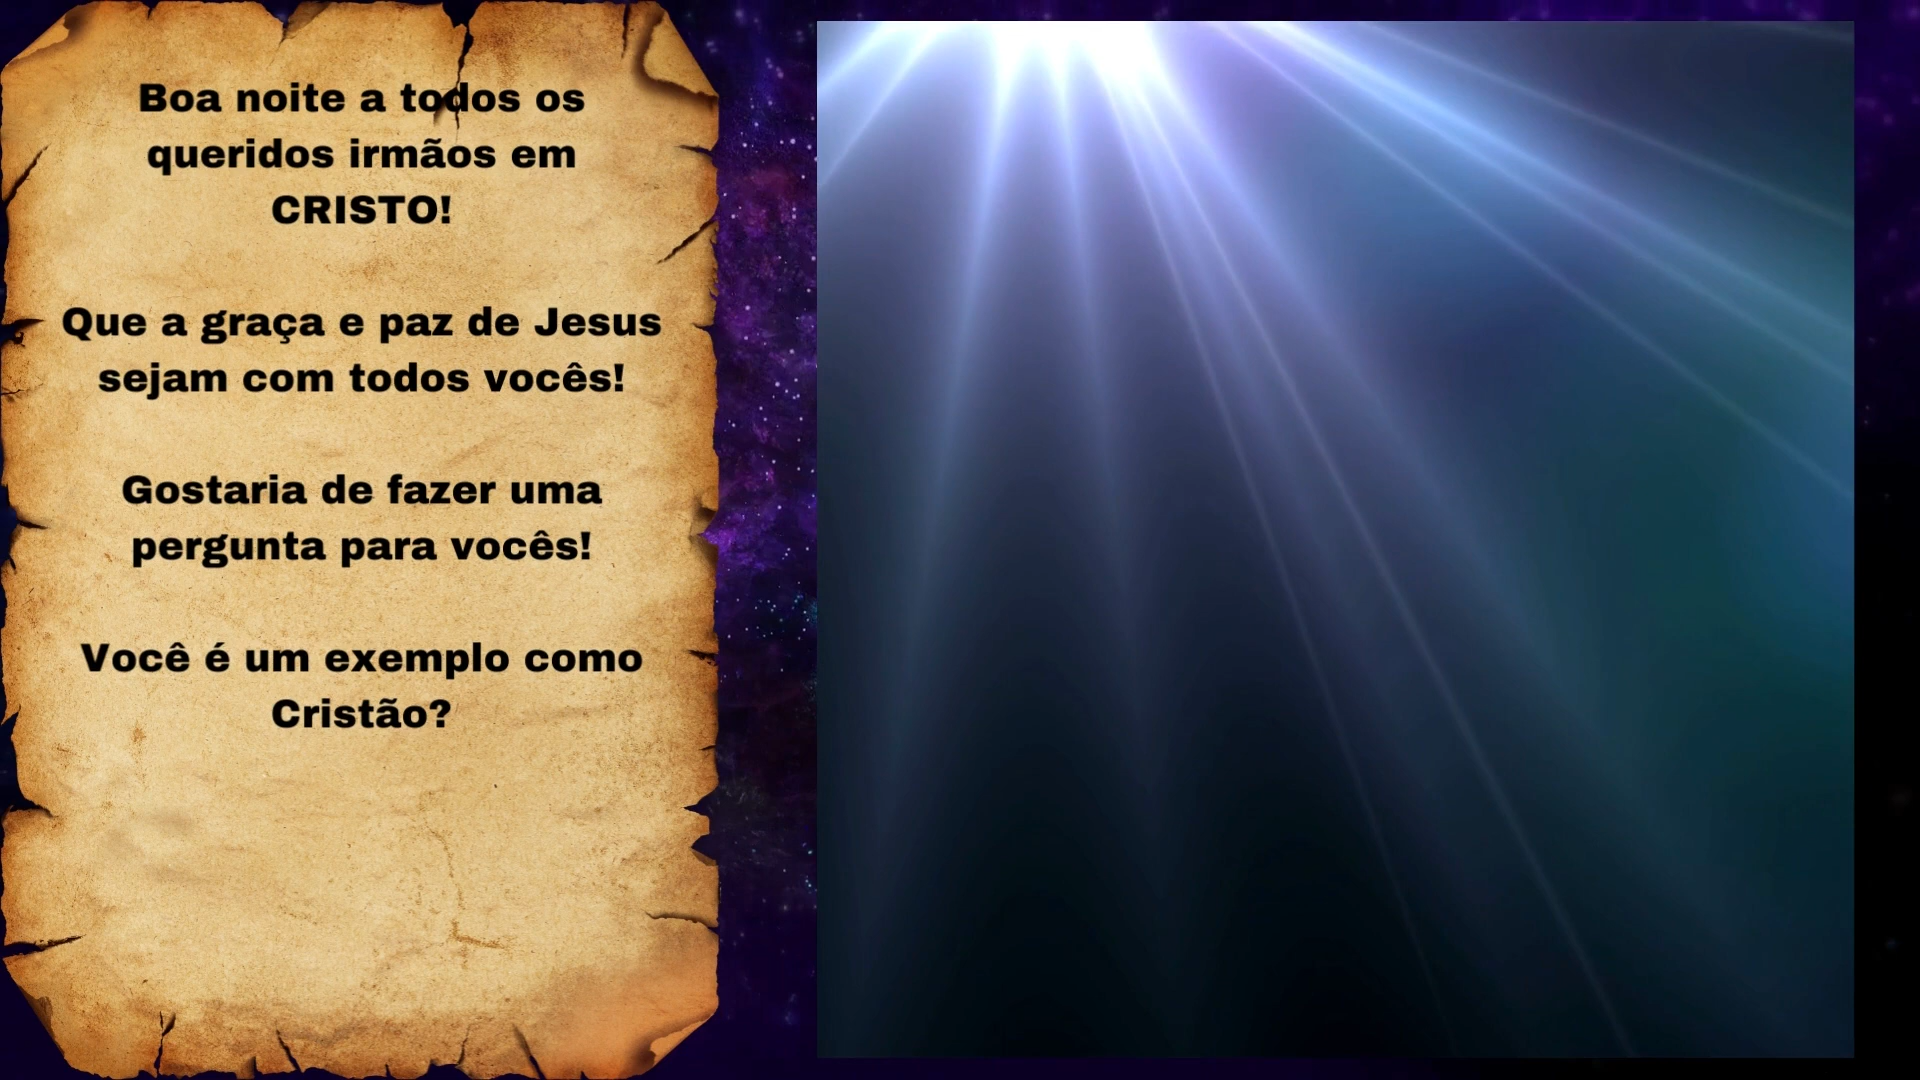 Boa noite a todos os
queridos irmãos em
CRISTO!
Que a graça e paz de Jesus
sejam com todos vocês!
Gostaria de fazer uma
pergunta para vocês!
Você é um exemplo como
Cristão?